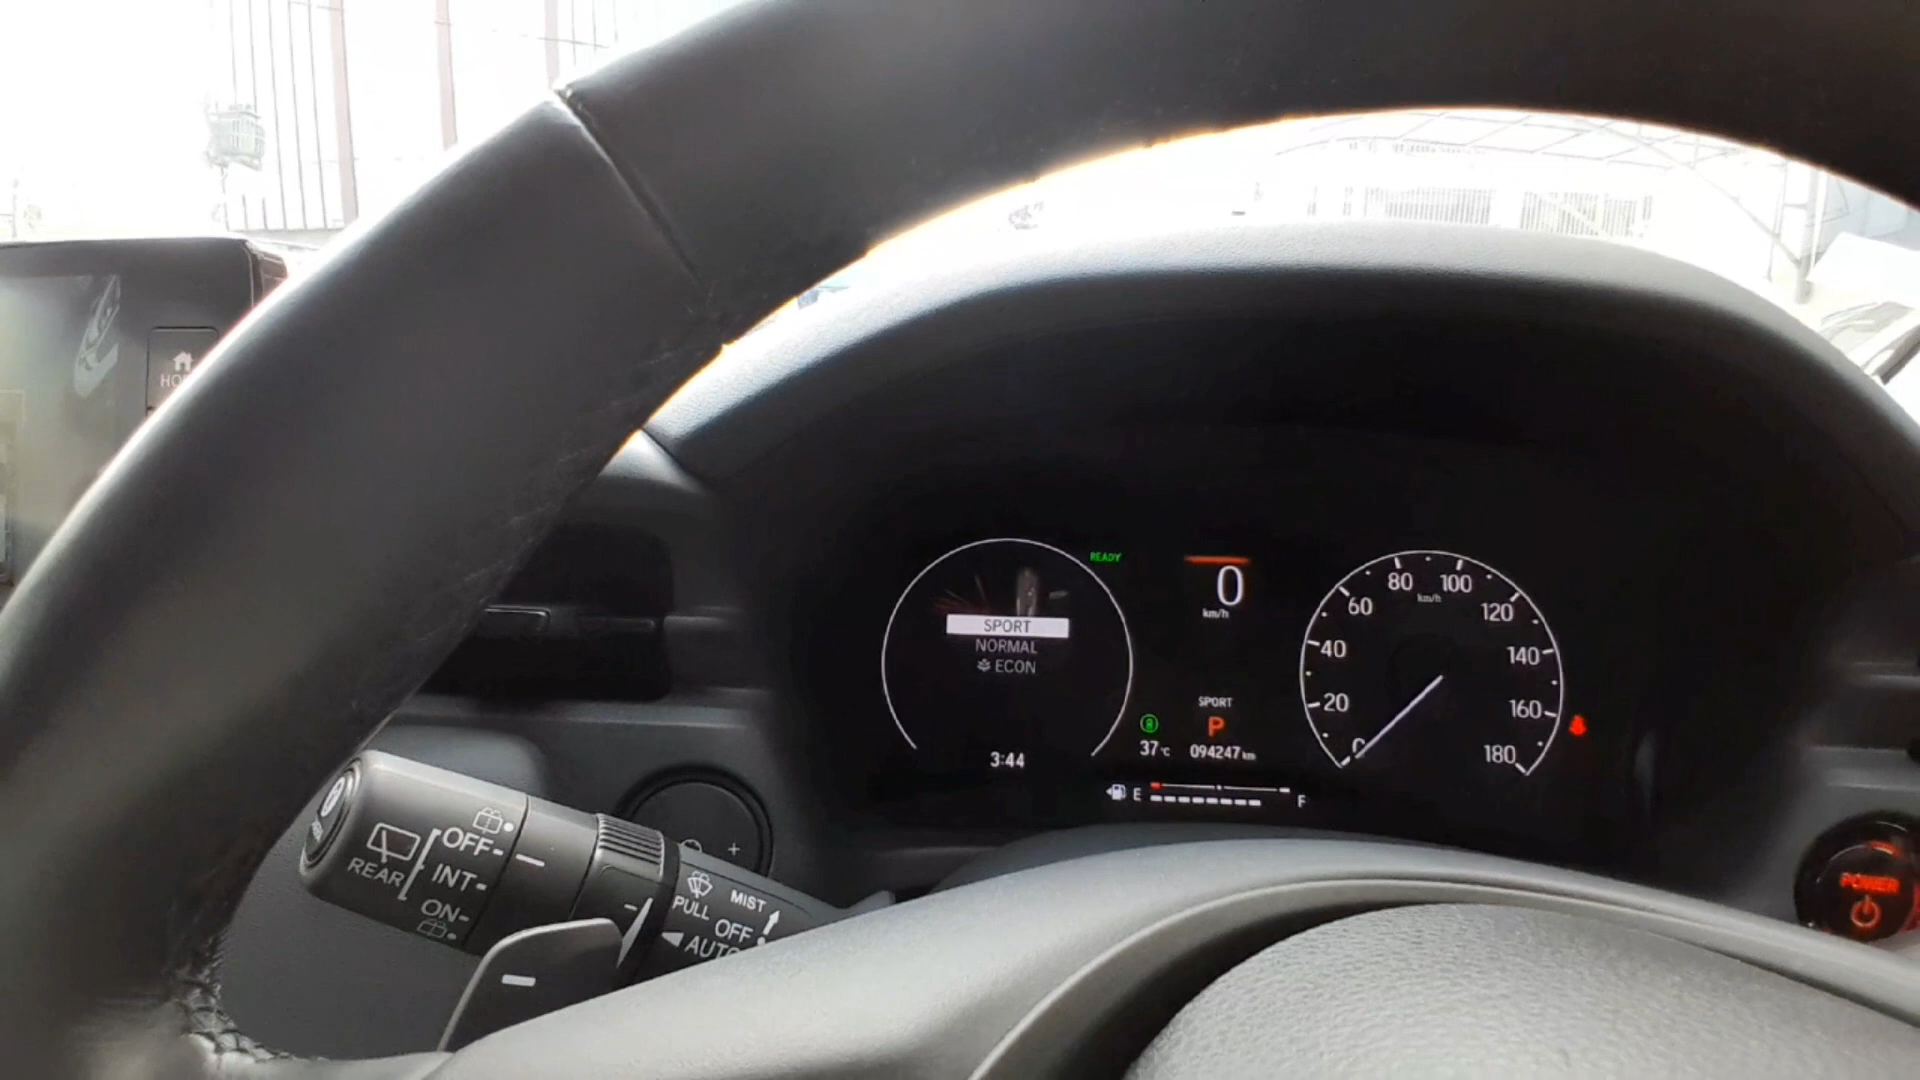 HO
READY
0
km/h
SPORT
NORMAL
ECON
SPORT
P
37°C
094247 km
3:44
E
F
0
20
40
60
80
100
120
140
160
180
km/h
POWER
REAR
OFF
INT
ON
PULL
MIST
OFF
AUTO